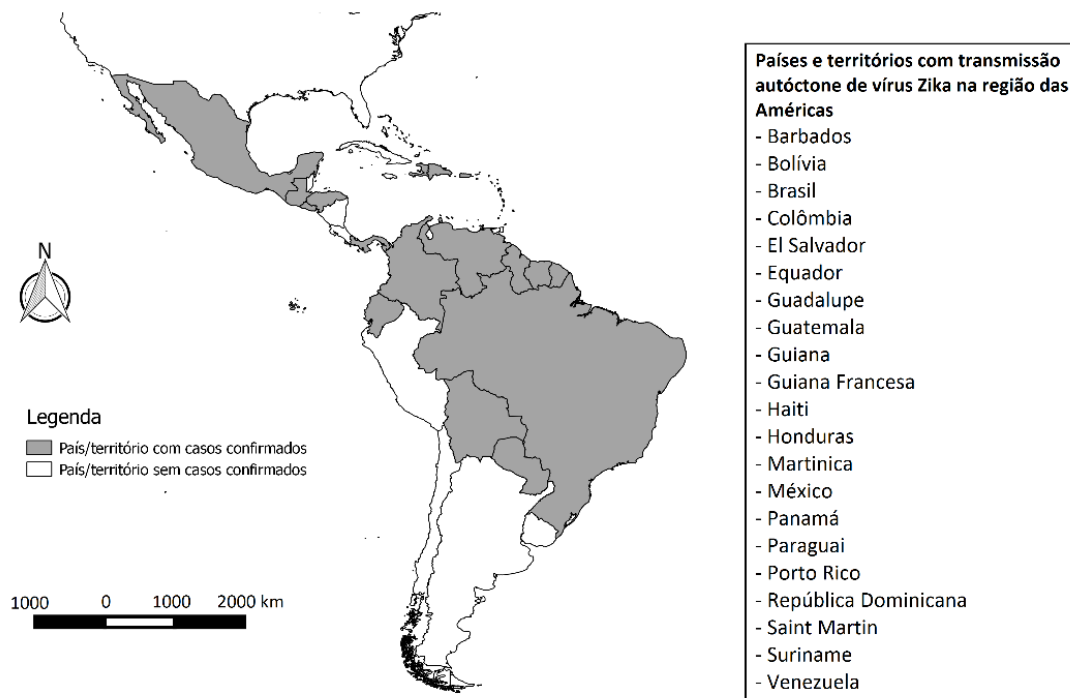 Países e territórios com transmissão
autóctone de vírus Zika na região das
Américas
- Barbados
- Bolívia
- Brasil
- Colômbia
- El Salvador
- Equador
- Guadalupe
- Guatemala
- Guiana
- Guiana Francesa
- Haiti
- Honduras
- Martinica
- México
- Panamá
- Paraguai
- Porto Rico
- República Dominicana
- Saint Martin
- Suriname
- Venezuela
N
Legenda
País/território com casos confirmados
País/território sem casos confirmados
1000 0 1000 2000 km